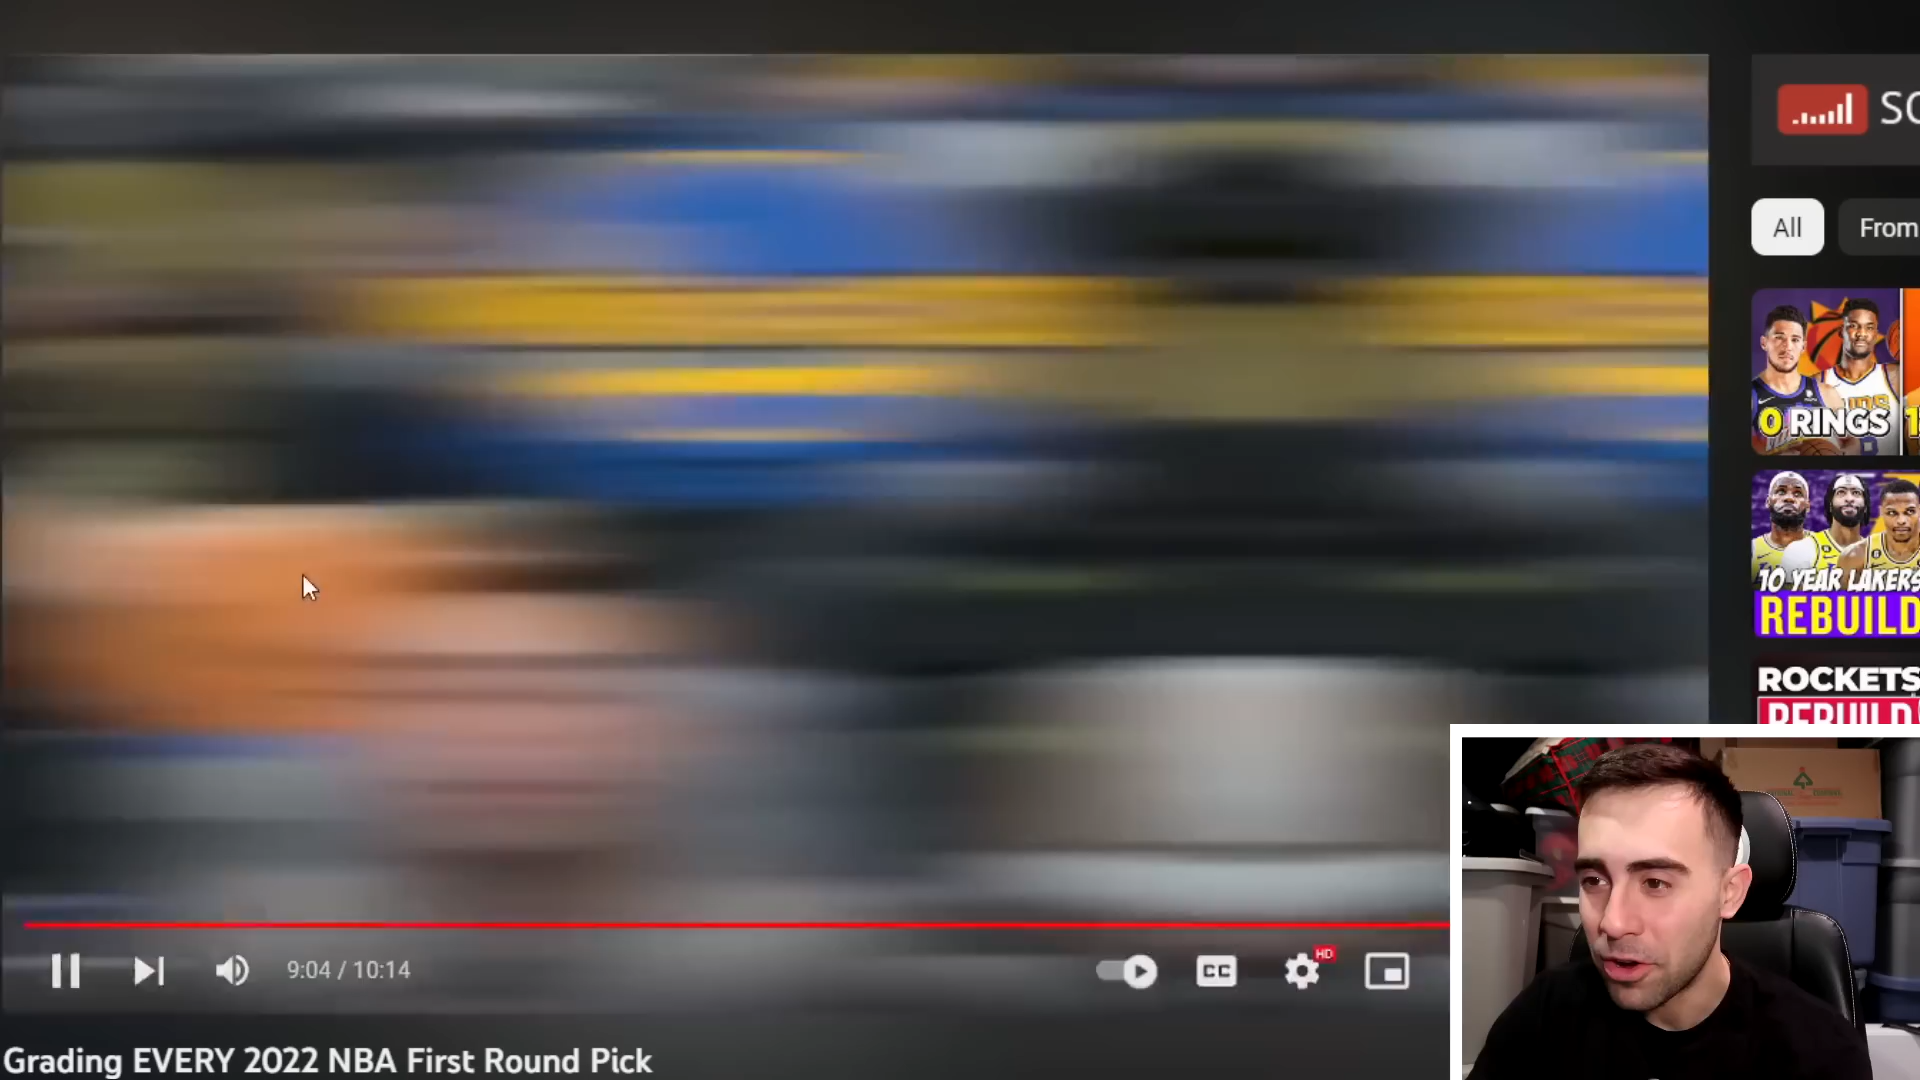 SC
All
From
0 RINGS
10 YEAR LAKERS
REBUILD
ROCKETS
REBUILD
HD
CC
9:04 / 10:14
Grading EVERY 2022 NBA First Round Pick